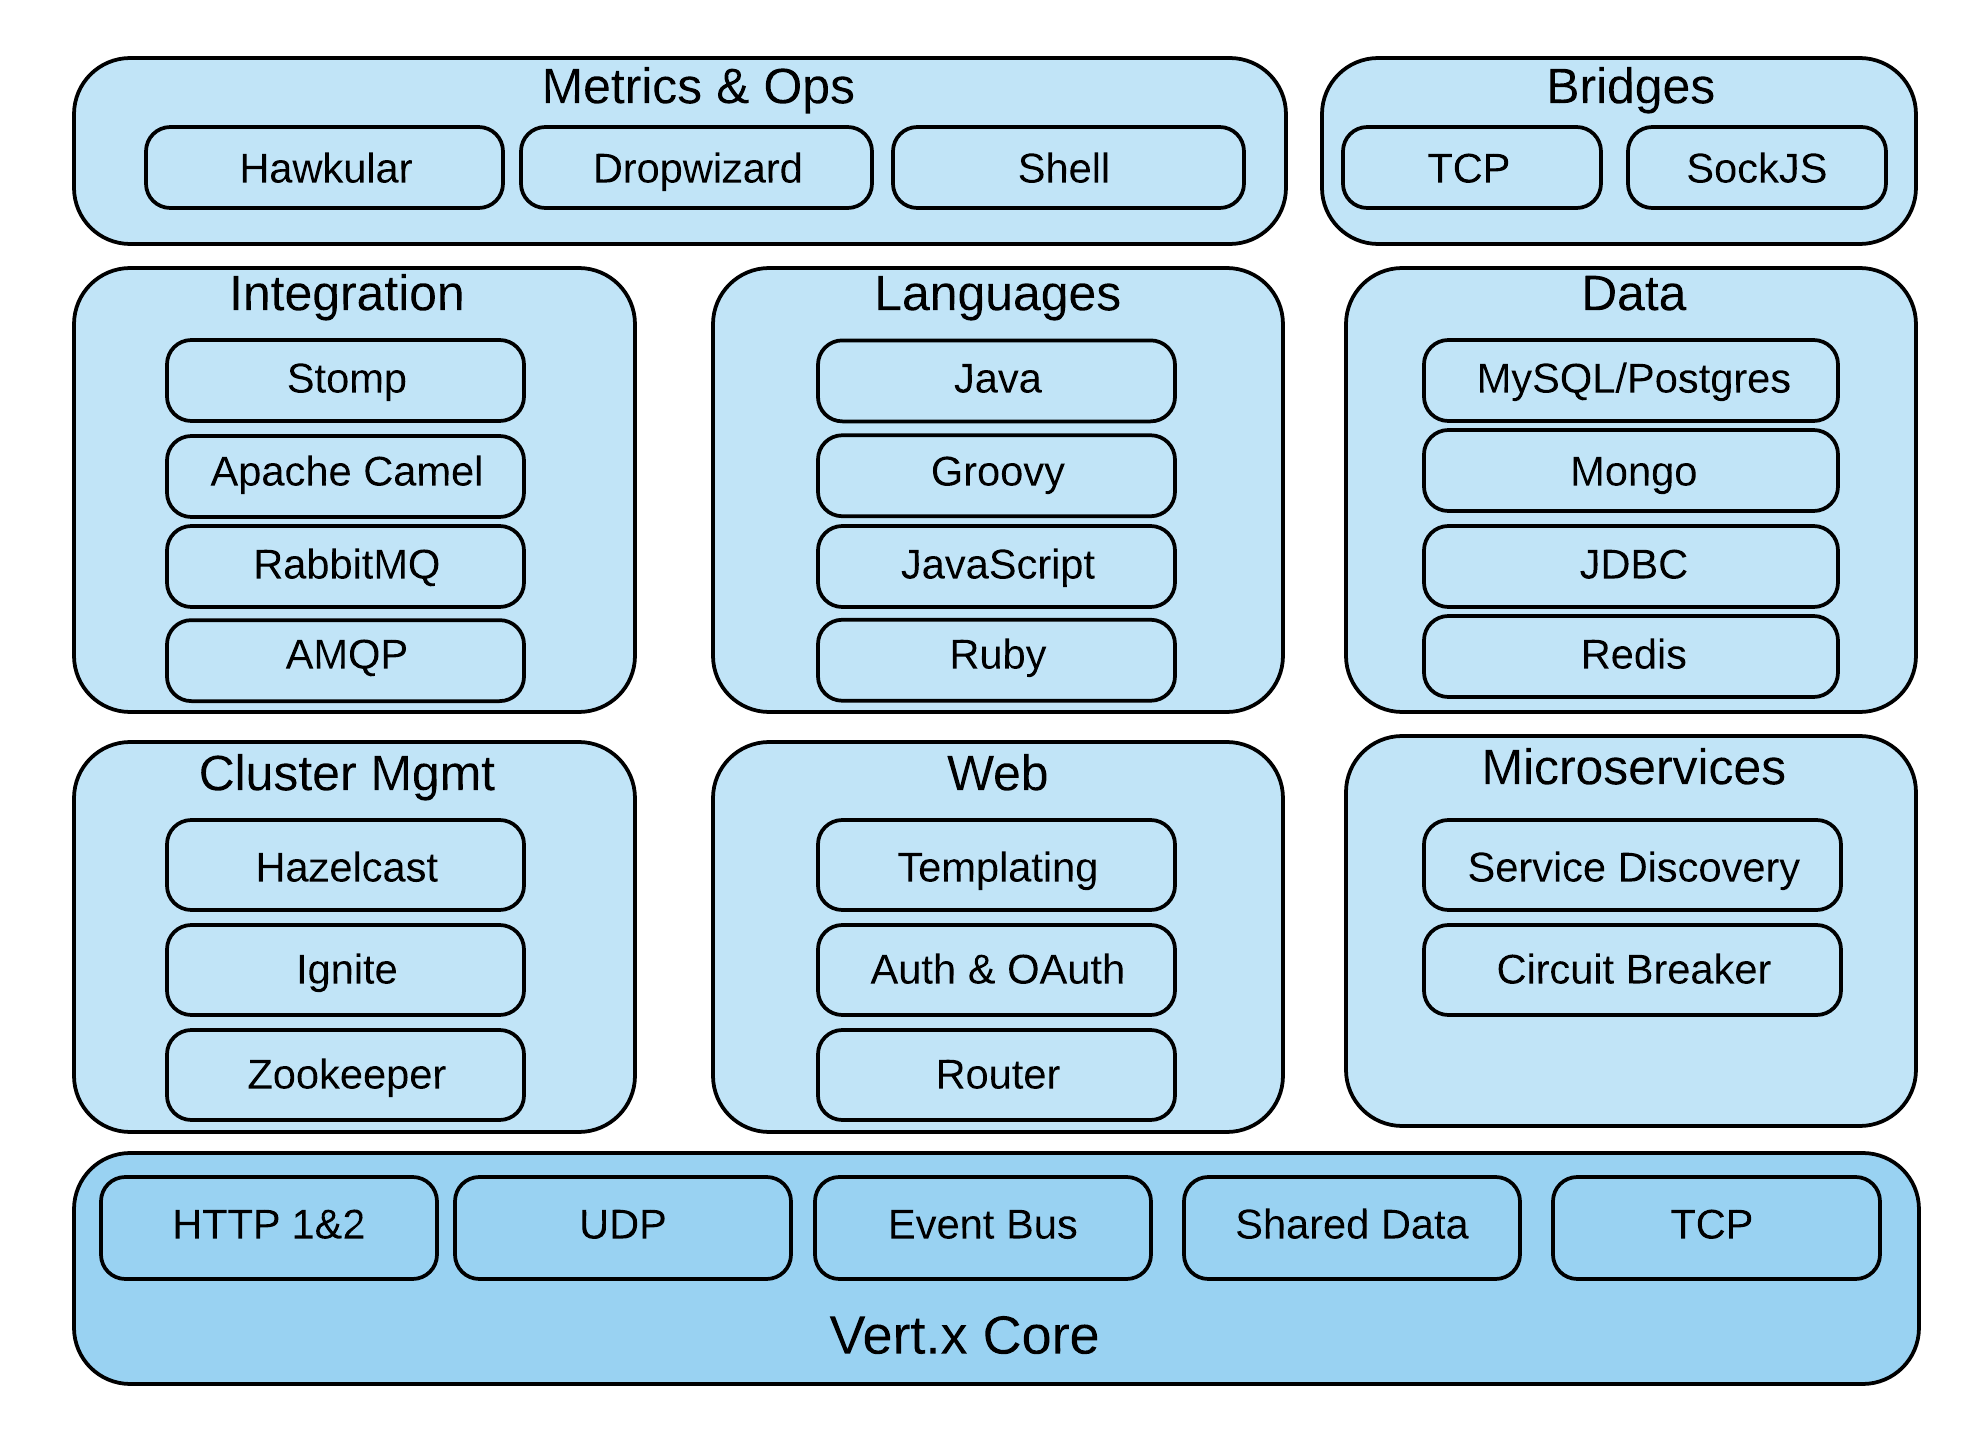 Metrics & Ops
Hawkular
Dropwizard
Shell
Bridges
TCP
SockJS
Integration
Stomp
Apache Camel
RabbitMQ
AMQP
Languages
Java
Groovy
JavaScript
Ruby
Data
MySQL/Postgres
Mongo
JDBC
Redis
Cluster Mgmt
Hazelcast
Ignite
Zookeeper
Web
Templating
Auth & OAuth
Router
Microservices
Service Discovery
Circuit Breaker
HTTP 1&2
UDP
Event Bus
Shared Data
TCP
Vert.x Core